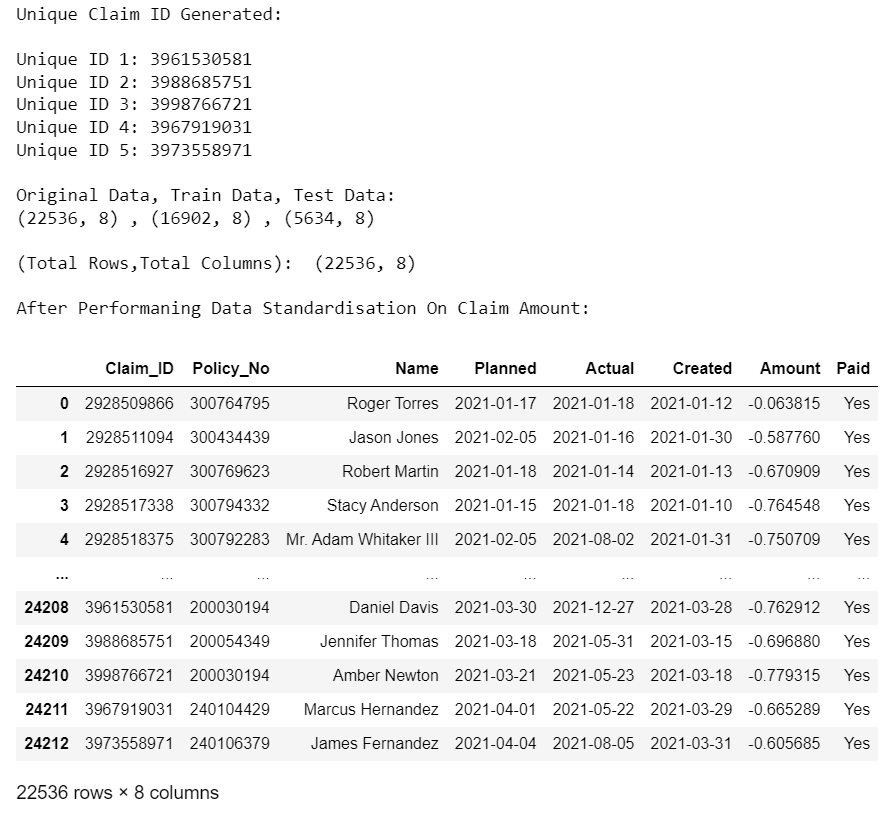 Unique Claim ID Generated:
Unique ID 1: 3961530581
Unique ID 2: 3988685751
Unique ID 3: 3998766721
Unique ID 4: 3967919031
Unique ID 5: 3973558971
Original Data, Train Data, Test Data:
(22536, 8) , (16902, 8) , (5634, 8)
(Total Rows,Total Columns):  (22536, 8)
After Performaning Data Standardisation On Claim Amount:
Claim_ID Policy_No Name Planned Actual Created Amount Paid
0 2928509866 300764795 Roger Torres 2021-01-17 2021-01-18 2021-01-12 -0.063815 Yes
1 2928511094 300434439 Jason Jones 2021-02-05 2021-01-16 2021-01-30 -0.587760 Yes
2 2928516927 300769623 Robert Martin 2021-01-18 2021-01-14 2021-01-13 -0.670909 Yes
3 2928517338 300794332 Stacy Anderson 2021-01-15 2021-01-18 2021-01-10 -0.764548 Yes
4 2928518375 300792283 Mr. Adam Whitaker III 2021-02-05 2021-08-02 2021-01-31 -0.750709 Yes
... ... ... ... ... ... ... ... ...
24208 3961530581 200030194 Daniel Davis 2021-03-30 2021-12-27 2021-03-28 -0.762912 Yes
24209 3988685751 200054349 Jennifer Thomas 2021-03-18 2021-05-31 2021-03-15 -0.696880 Yes
24210 3998766721 200030194 Amber Newton 2021-03-21 2021-05-23 2021-03-18 -0.779315 Yes
24211 3967919031 240104429 Marcus Hernandez 2021-04-01 2021-05-22 2021-03-29 -0.665289 Yes
24212 3973558971 240106379 James Fernandez 2021-04-04 2021-08-05 2021-03-31 -0.605685 Yes
22536 rows × 8 columns